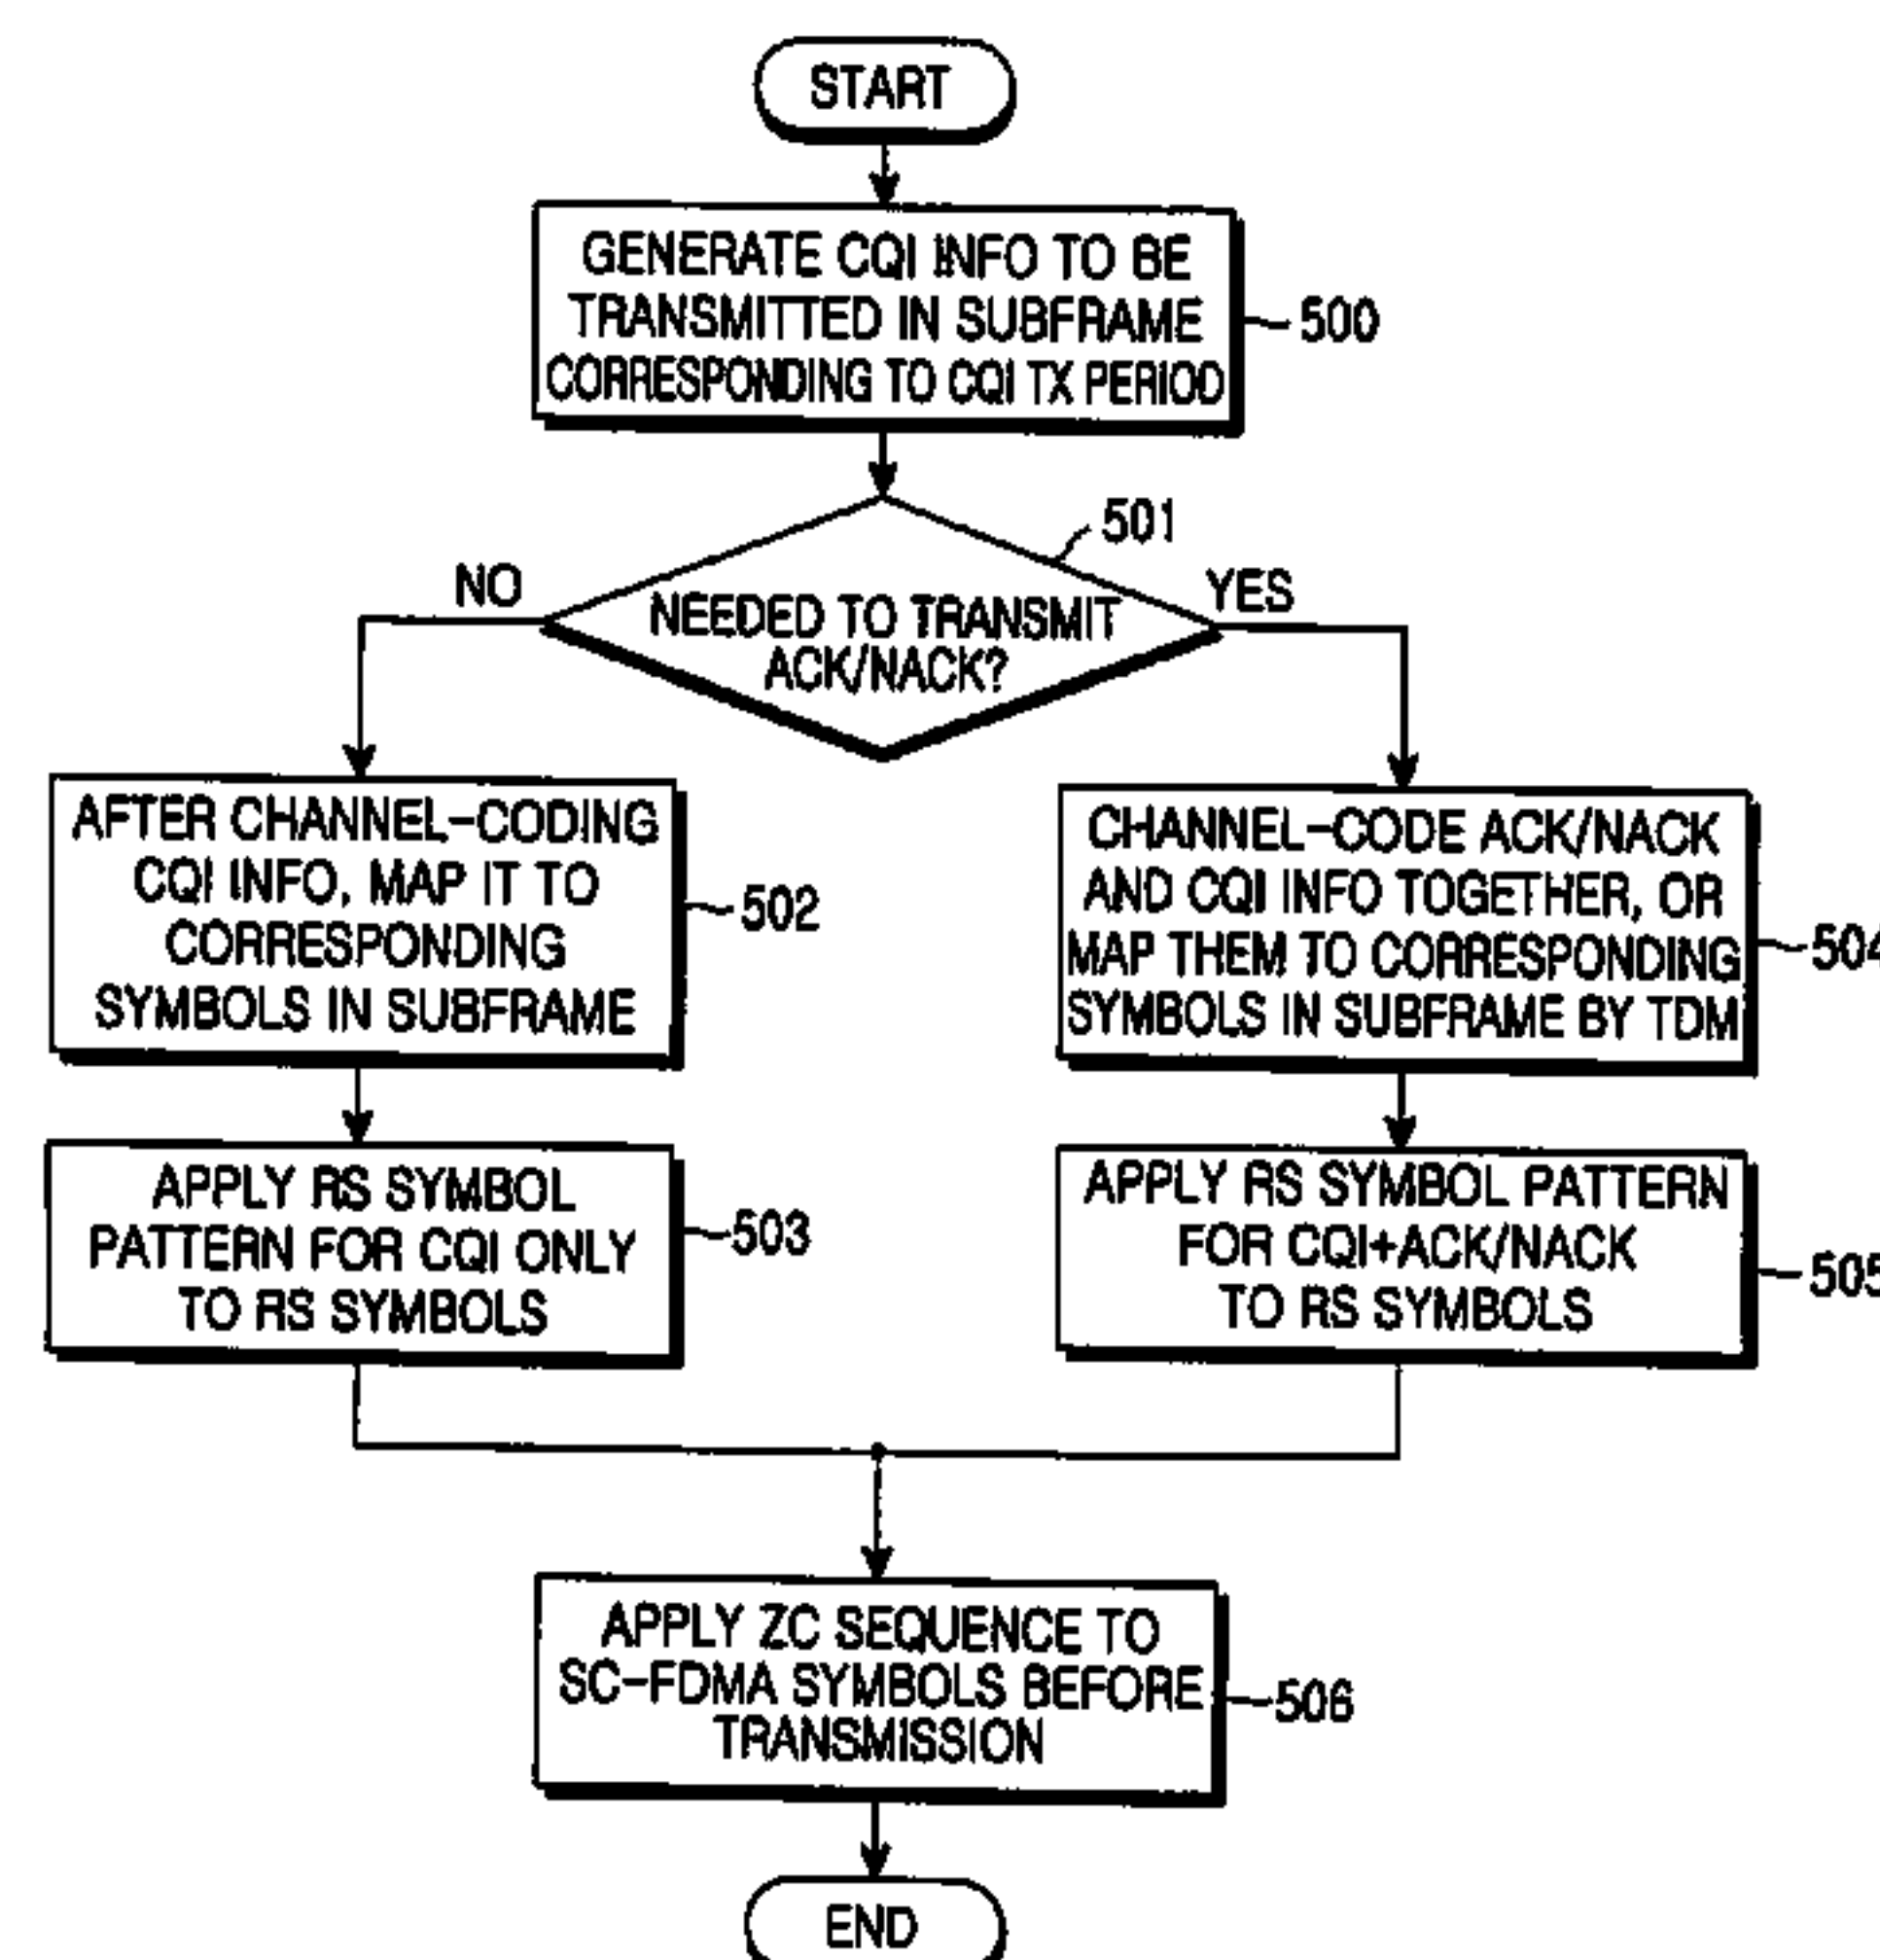 START
GENERATE CQI INFO TO BE
TRANSMITTED IN SUBFRAME
CORRESPONDING TO CQI TX PERIOD
500
501
NO
YES
NEEDED TO TRANSMIT
ACK/NACK?
AFTER CHANNEL-CODING
CQI INFO, MAP IT TO
CORRESPONDING
SYMBOLS IN SUBFRAME
502
CHANNEL-CODE ACK/NACK
AND CQI INFO TOGETHER, OR
MAP THEM TO CORRESPONDING
SYMBOLS IN SUBFRAME BY TDM
504
APPLY RS SYMBOL
PATTERN FOR CQI ONLY
TO RS SYMBOLS
503
APPLY RS SYMBOL PATTERN
FOR CQI+ACK/NACK
TO RS SYMBOLS
505
APPLY ZC SEQUENCE TO
SC-FDMA SYMBOLS BEFORE
TRANSMISSION
506
END